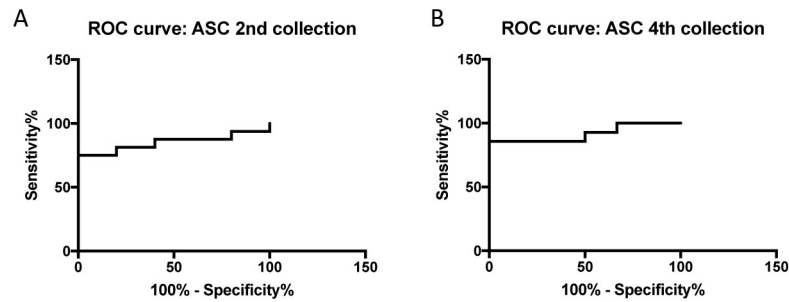 A
ROC curve: ASC 2nd collection
150
100
50
0
Sensitivity%
0
50
100
150
100% - Specificity%
B
ROC curve: ASC 4th collection
150
100
50
0
Sensitivity%
0
50
100
150
100% - Specificity%